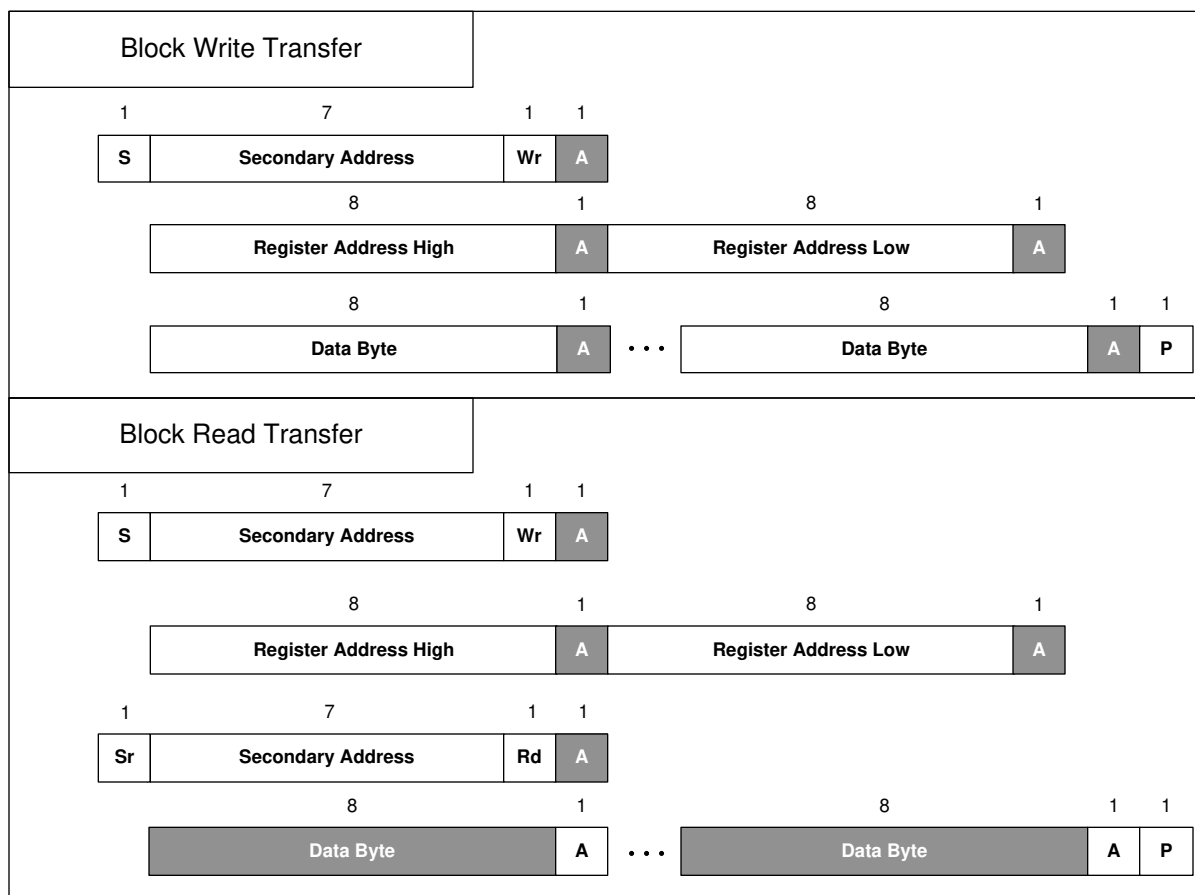 Block Write Transfer
1 7 1 1
S Secondary Address Wr A
8 1 8 1
Register Address High A Register Address Low A
8 1 8 1 1
Data Byte A • • • Data Byte A P
Block Read Transfer
1 7 1 1
S Secondary Address Wr A
8 1 8 1
Register Address High A Register Address Low A
1 7 1 1
Sr Secondary Address Rd A
8 1 8 1 1
Data Byte A • • • Data Byte A P